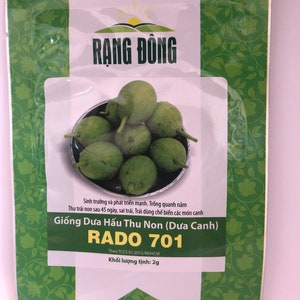 RẠNG ĐÔNG
Sinh trưởng và phát triển mạnh. Trồng quanh năm
Thu trái non sau 45 ngày, sai trái, Trái dùng chế biến các món canh
Giống Dưa Hấu Thu Non (Dưa Canh)
RADO 701
Khối lượng tịnh: 2g